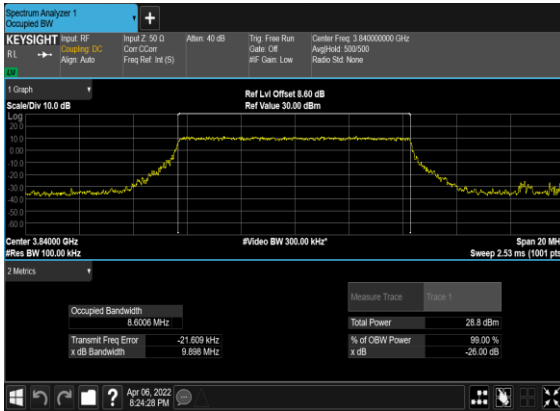 Spectrum Analyzer 1
Occupied BW
+
KEYSIGHT Input: RF Input Z: 50 Ω Atten: 40 dB Trig: Free Run Center Freq: 3.840000000 GHz
RL Coupling: DC Corr CCorr Gate: Off Avg|Hold: 500/500
Align: Auto Freq Ref: Int (S) #IF Gain: Low Radio Std: None
1 Graph
Ref Lvl Offset 8.60 dB
Scale/Div 10.0 dB Ref Value 30.00 dBm
Log
20.0
10.0
0.00
-10.0
-20.0
-30.0
-40.0
-50.0
-60.0
Center 3.84000 GHz #Video BW 300.00 kHz* Span 20 MH
#Res BW 100.00 kHz Sweep 2.53 ms (1001 pts
2 Metrics
Measure Trace Trace 1
Occupied Bandwidth
8.6006 MHz Total Power 28.8 dBm
Transmit Freq Error -21.609 kHz % of OBW Power 99.00 %
x dB Bandwidth 9.898 MHz x dB -26.00 dB
? Apr 06, 2022
8:24:28 PM